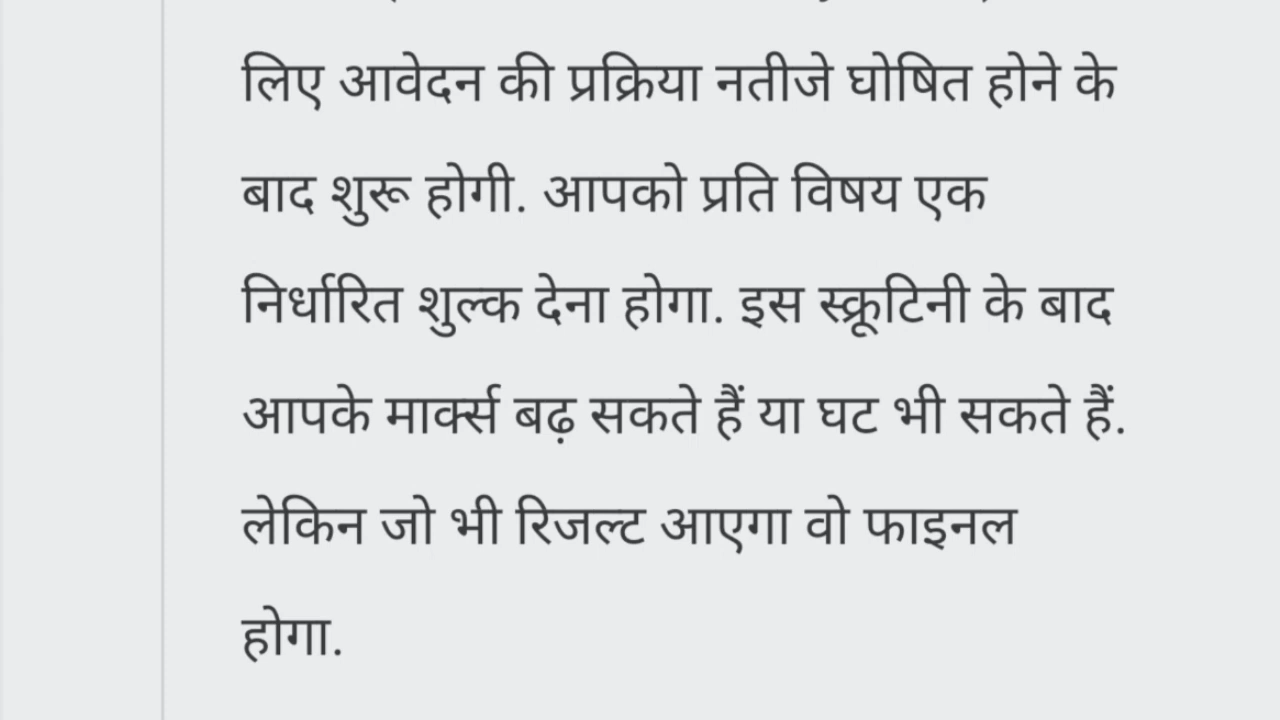 लिए आवेदन की प्रक्रिया नतीजे घोषित होने के
बाद शुरू होगी. आपको प्रति विषय एक
निर्धारित शुल्क देना होगा. इस स्क्रूटिनी के बाद
आपके मार्क्स बढ़ सकते हैं या घट भी सकते हैं.
लेकिन जो भी रिजल्ट आएगा वो फाइनल
होगा.